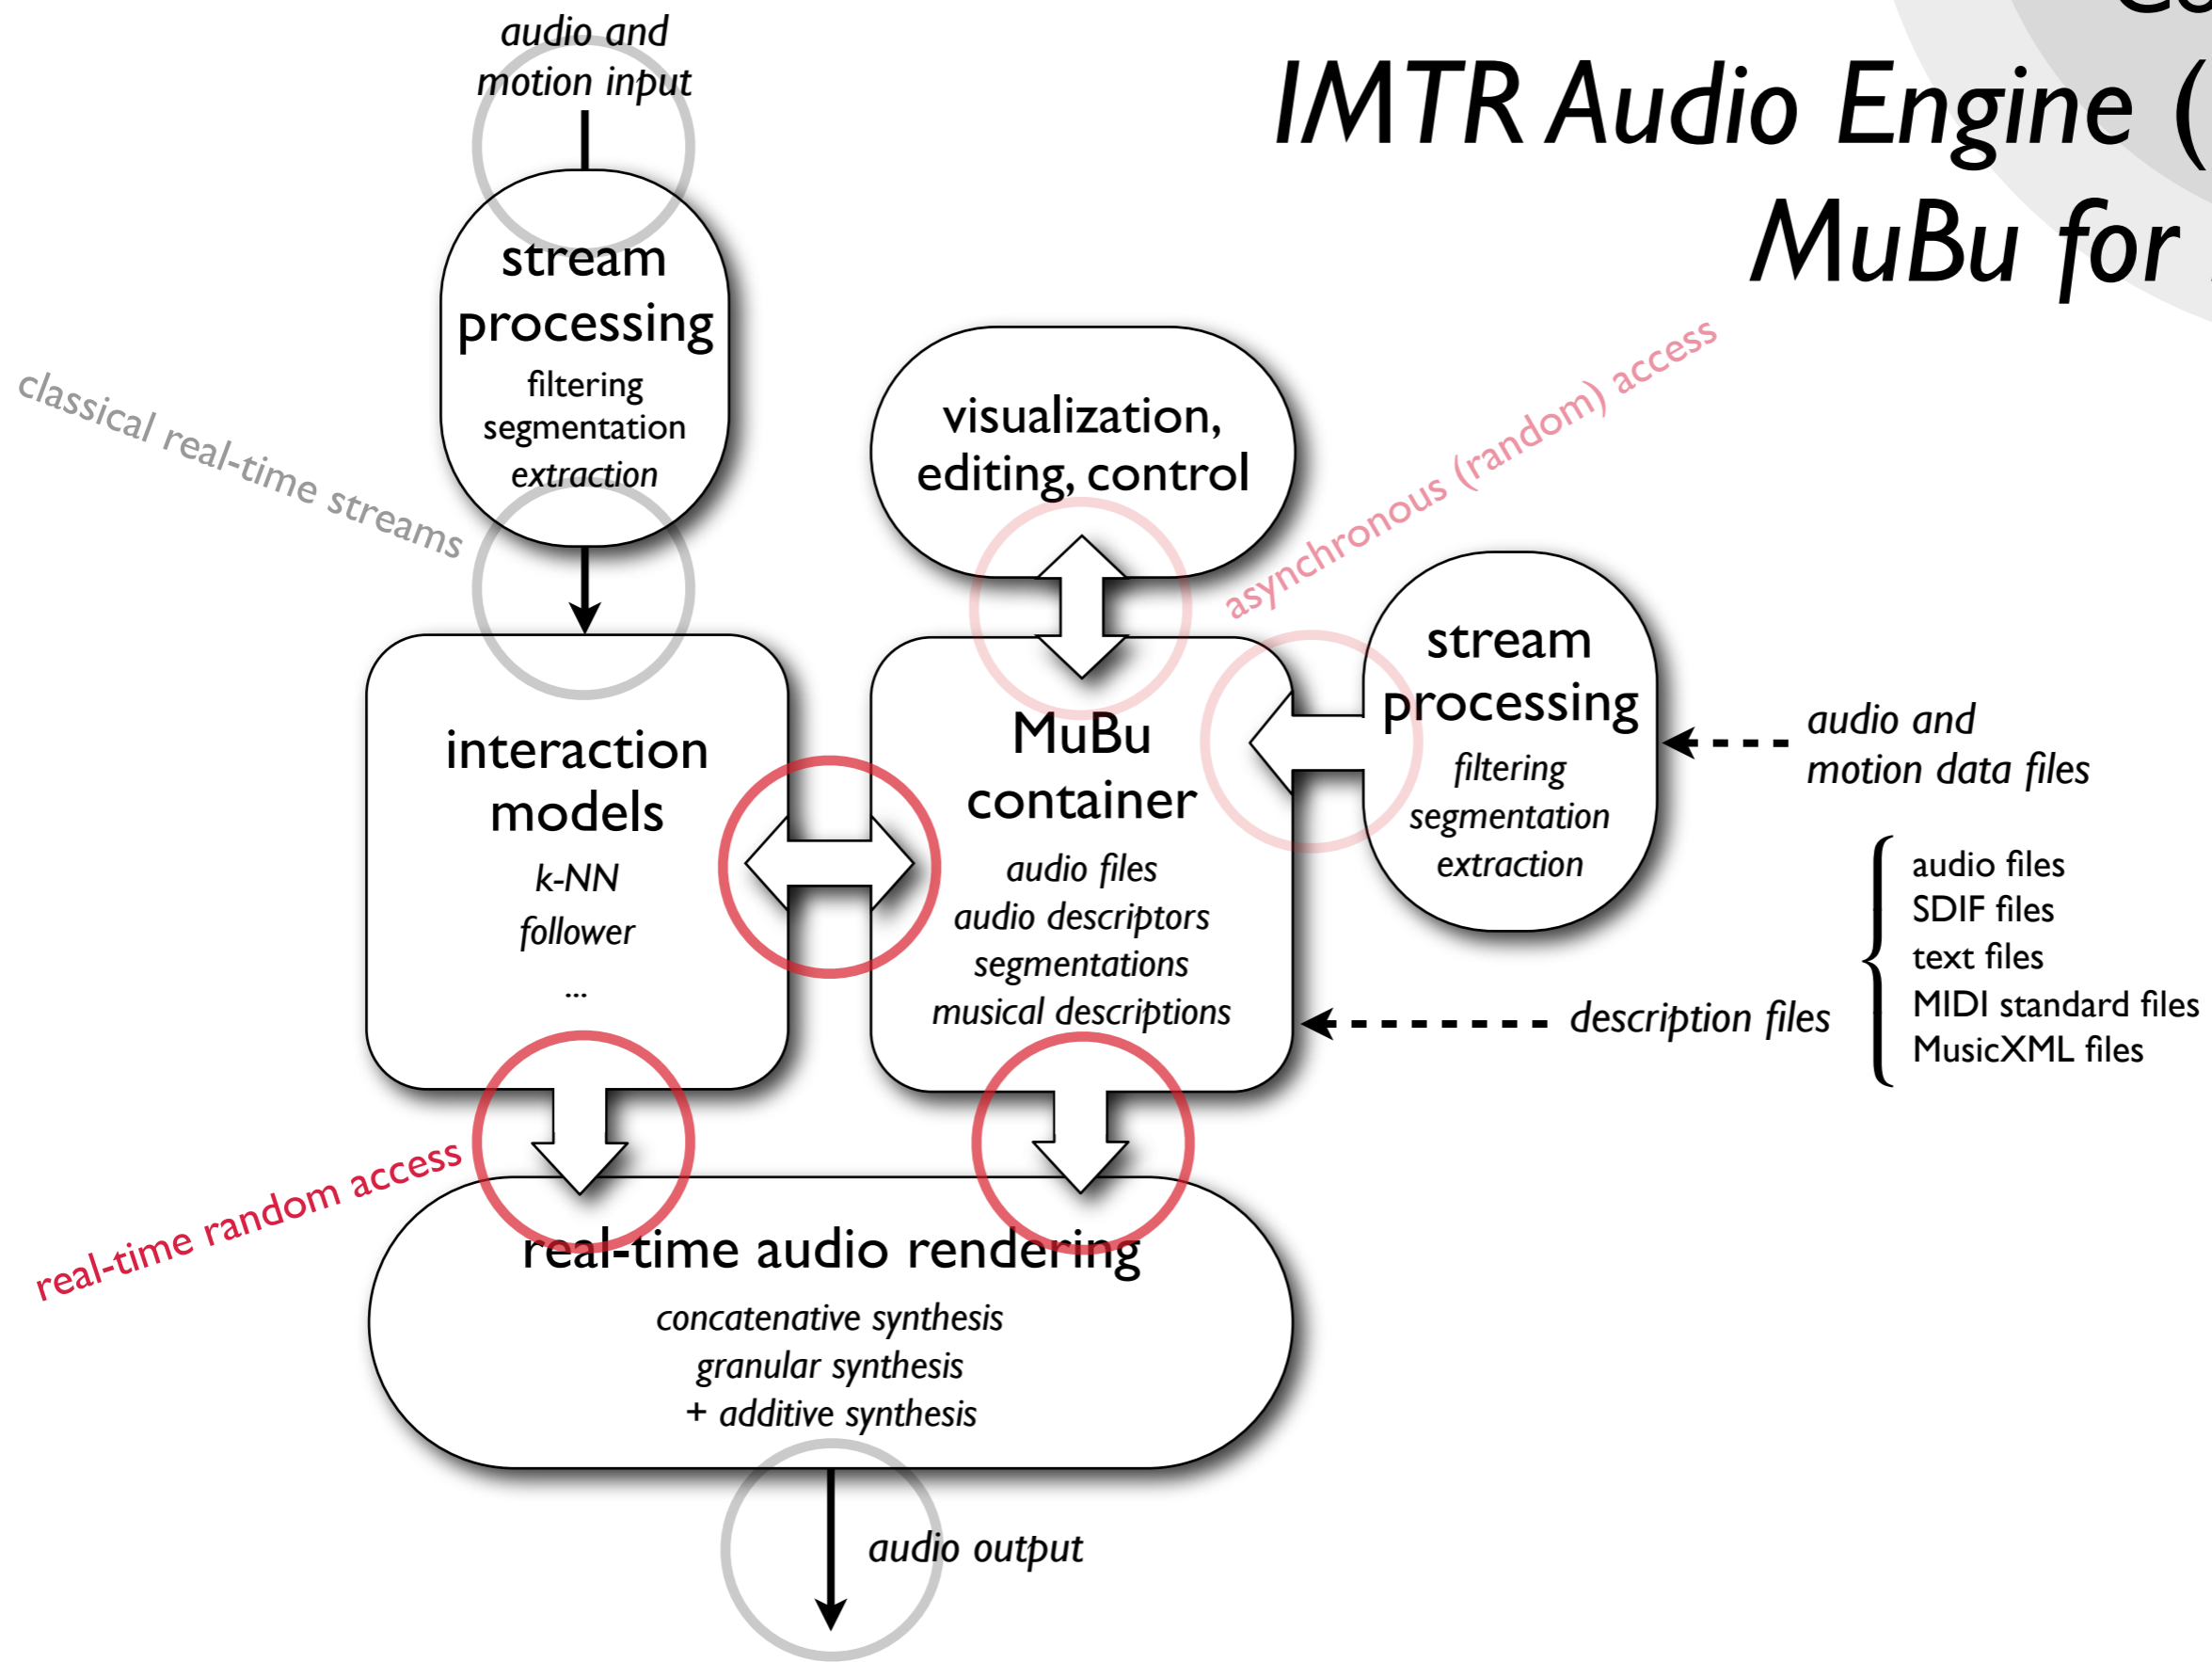 IMTR Audio Engine (
MuBu for
audio and
motion input
stream
processing
filtering
segmentation
extraction
classical real-time streams
visualization,
editing, control
asynchronous (random) access
stream
processing
filtering
segmentation
extraction
audio and
motion data files
interaction
models
k-NN
follower
...
MuBu
container
audio files
audio descriptors
segmentations
musical descriptions
description files
audio files
SDIF files
text files
MIDI standard files
MusicXML files
real-time random access
real-time audio rendering
concatenative synthesis
granular synthesis
+ additive synthesis
audio output